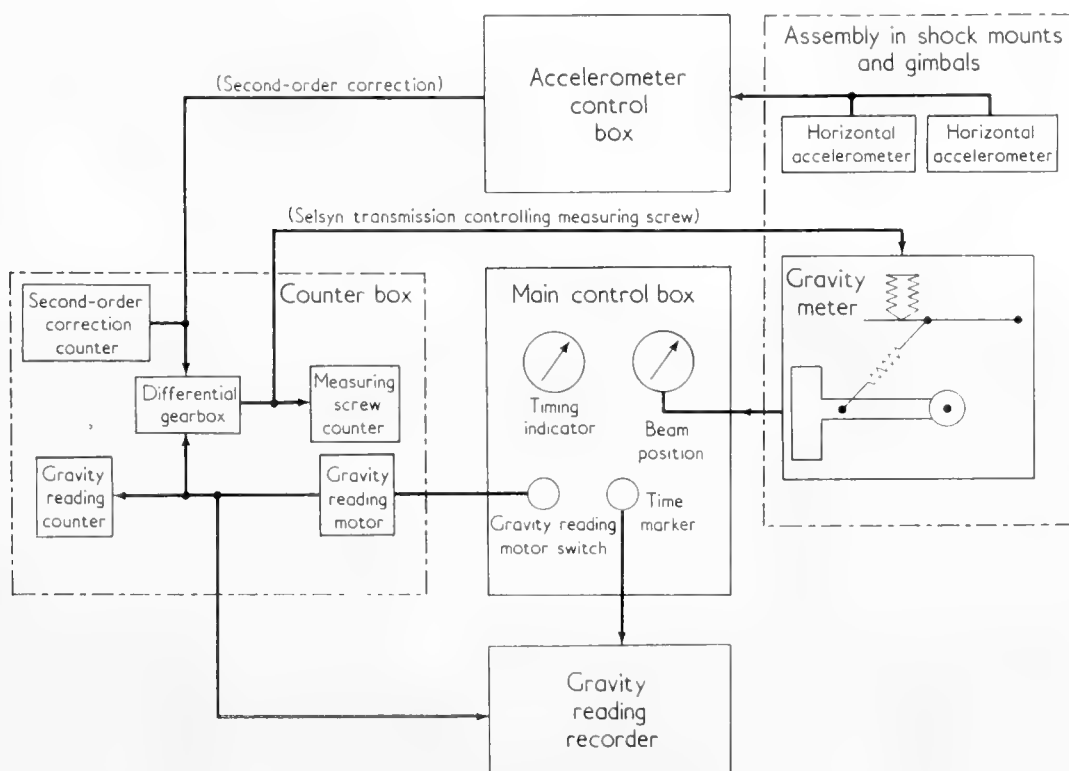 Accelerometer
control
box
Assembly in shock mounts
and gimbals
(Second-order correction)
Horizontal
accelerometer
Horizontal
accelerometer
(Selsyn transmission controlling measuring screw)
Counter box
Second-order
correction
counter
Differential
gearbox
Measuring
screw
counter
Gravity
reading
counter
Gravity
reading
motor
Main control box
Timing
indicator
Beam
position
Gravity reading
motor switch
Time
marker
Gravity
meter
Gravity
reading
recorder